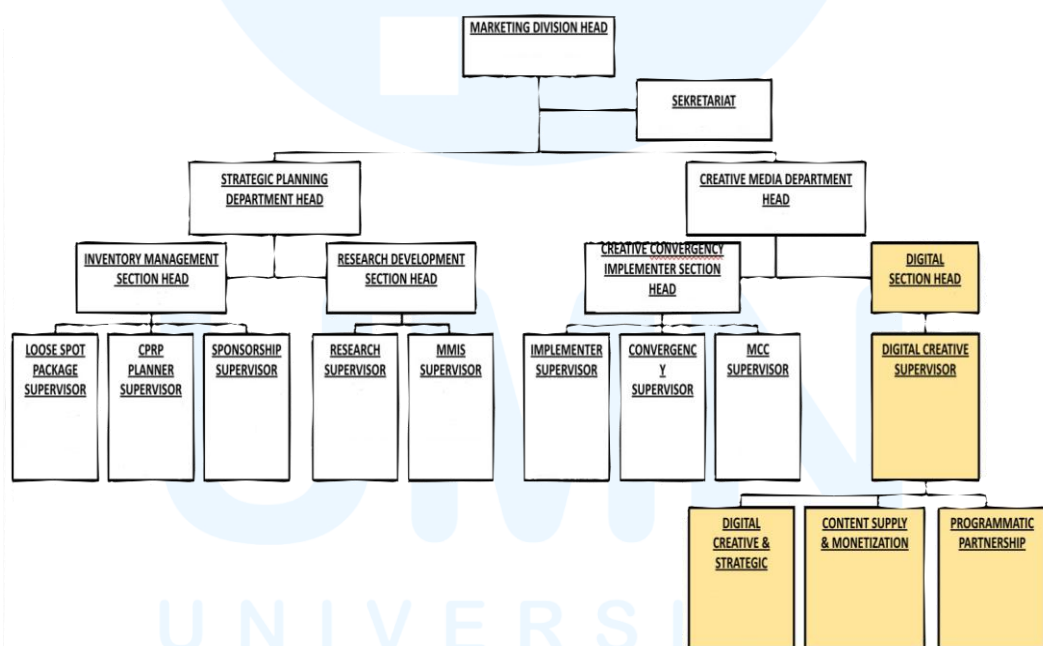 MARKETING DIVISION HEAD
SEKRETARIAT
STRATEGIC PLANNING
DEPARTMENT HEAD
CREATIVE MEDIA DEPARTMENT
HEAD
INVENTORY MANAGEMENT
SECTION HEAD
RESEARCH DEVELOPMENT
SECTION HEAD
CREATIVE CONVERGENCY
IMPLEMENTER SECTION
HEAD
DIGITAL
SECTION HEAD
LOOSE SPOT
PACKAGE
SUPERVISOR
CPRP
PLANNER
SUPERVISOR
SPONSORSHIP
SUPERVISOR
RESEARCH
SUPERVISOR
MMIS
SUPERVISOR
IMPLEMENTER
SUPERVISOR
CONVERGENC
Y
SUPERVISOR
MCC
SUPERVISOR
DIGITAL CREATIVE
SUPERVISOR
DIGITAL
CREATIVE &
STRATEGIC
CONTENT SUPPLY
& MONETIZATION
PROGRAMMATIC
PARTNERSHIP
UMN
UNIVERSI